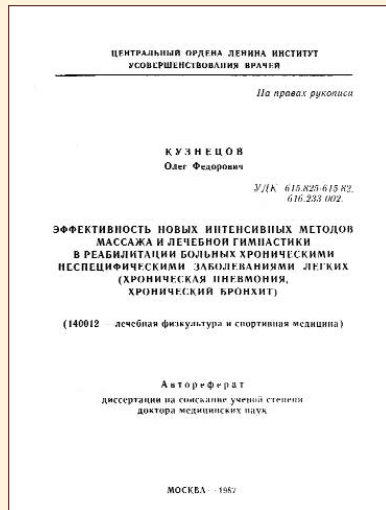 ЦЕНТРАЛЬНЫЙ ОРДЕНА ЛЕНИНА ИНСТИТУТ
УСОВЕРШЕНСТВОВАНИЯ ВРАЧЕЙ
На правах рукописи
КУЗНЕЦОВ
Олег Федорович
УДК 615.825:615.82.
616.233 002.
ЭФФЕКТИВНОСТЬ НОВЫХ ИНТЕНСИВНЫХ МЕТОДОВ
МАССАЖА И ЛЕЧЕБНОЙ ГИМНАСТИКИ
В РЕАБИЛИТАЦИИ БОЛЬНЫХ ХРОНИЧЕСКИМИ
НЕСПЕЦИФИЧЕСКИМИ ЗАБОЛЕВАНИЯМИ ЛЕГКИХ
(ХРОНИЧЕСКАЯ ПНЕВМОНИЯ,
ХРОНИЧЕСКИЙ БРОНХИТ)
(140012 — лечебная физкультура и спортивная медицина)
Автореферат
диссертации на соискание ученой степени
доктора медицинских наук
МОСКВА — 1987